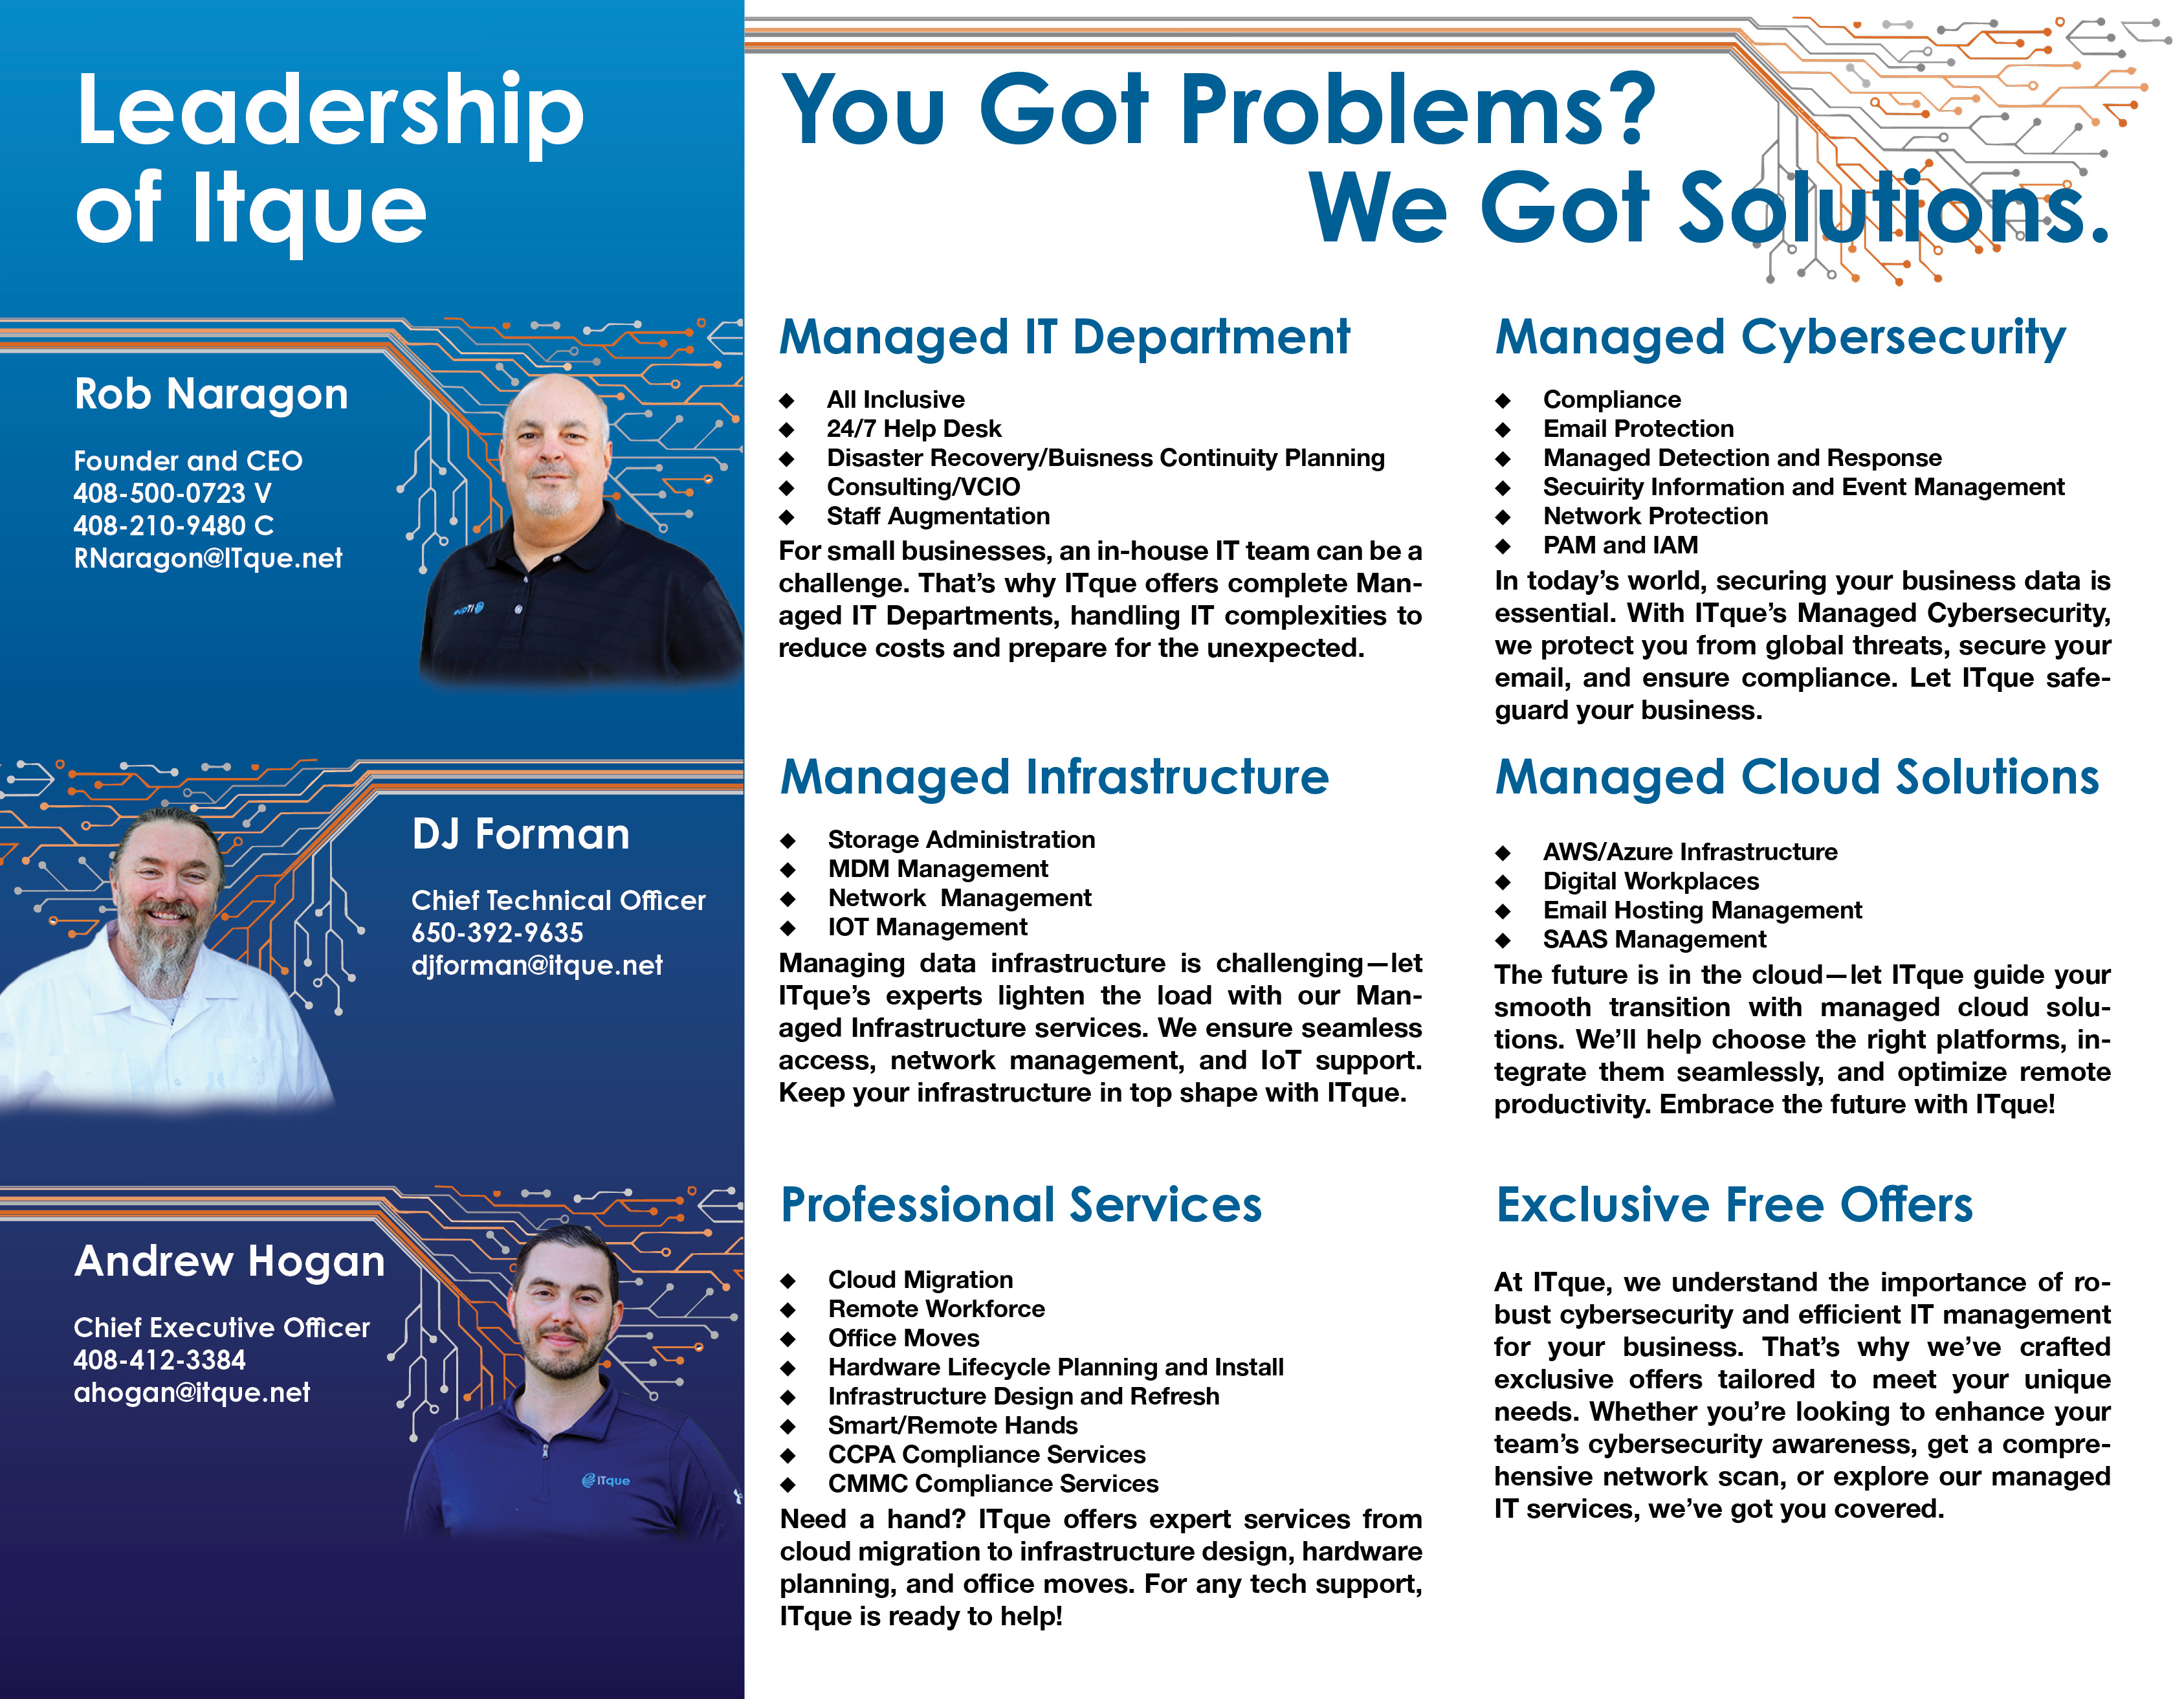 Leadership
of Itque
Rob Naragon
Founder and CEO
408-500-0723 V
408-210-9480 C
RNaragon@ITque.net
DJ Forman
Chief Technical Officer
650-392-9635
djforman@itque.net
Andrew Hogan
Chief Executive Officer
408-412-3384
ahogan@itque.net
ITque
You Got Problems?
We Got Solutions.
Managed IT Department
◆ All Inclusive
◆ 24/7 Help Desk
◆ Disaster Recovery/Buisness Continuity Planning
◆ Consulting/VCIO
◆ Staff Augmentation
For small businesses, an in-house IT team can be a
challenge. That’s why ITque offers complete Man-
aged IT Departments, handling IT complexities to
reduce costs and prepare for the unexpected.
Managed Cybersecurity
◆ Compliance
◆ Email Protection
◆ Managed Detection and Response
◆ Secuirity Information and Event Management
◆ Network Protection
◆ PAM and IAM
In today’s world, securing your business data is
essential. With ITque’s Managed Cybersecurity,
we protect you from global threats, secure your
email, and ensure compliance. Let ITque safe-
guard your business.
Managed Infrastructure
◆ Storage Administration
◆ MDM Management
◆ Network  Management
◆ IOT Management
Managing data infrastructure is challenging—let
ITque’s experts lighten the load with our Man-
aged Infrastructure services. We ensure seamless
access, network management, and IoT support.
Keep your infrastructure in top shape with ITque.
Managed Cloud Solutions
◆ AWS/Azure Infrastructure
◆ Digital Workplaces
◆ Email Hosting Management
◆ SAAS Management
The future is in the cloud—let ITque guide your
smooth transition with managed cloud solu-
tions. We’ll help choose the right platforms, in-
tegrate them seamlessly, and optimize remote
productivity. Embrace the future with ITque!
Professional Services
◆ Cloud Migration
◆ Remote Workforce
◆ Office Moves
◆ Hardware Lifecycle Planning and Install
◆ Infrastructure Design and Refresh
◆ Smart/Remote Hands
◆ CCPA Compliance Services
◆ CMMC Compliance Services
Need a hand? ITque offers expert services from
cloud migration to infrastructure design, hardware
planning, and office moves. For any tech support,
ITque is ready to help!
Exclusive Free Offers
At ITque, we understand the importance of ro-
bust cybersecurity and efficient IT management
for your business. That’s why we’ve crafted
exclusive offers tailored to meet your unique
needs. Whether you’re looking to enhance your
team’s cybersecurity awareness, get a compre-
hensive network scan, or explore our managed
IT services, we’ve got you covered.